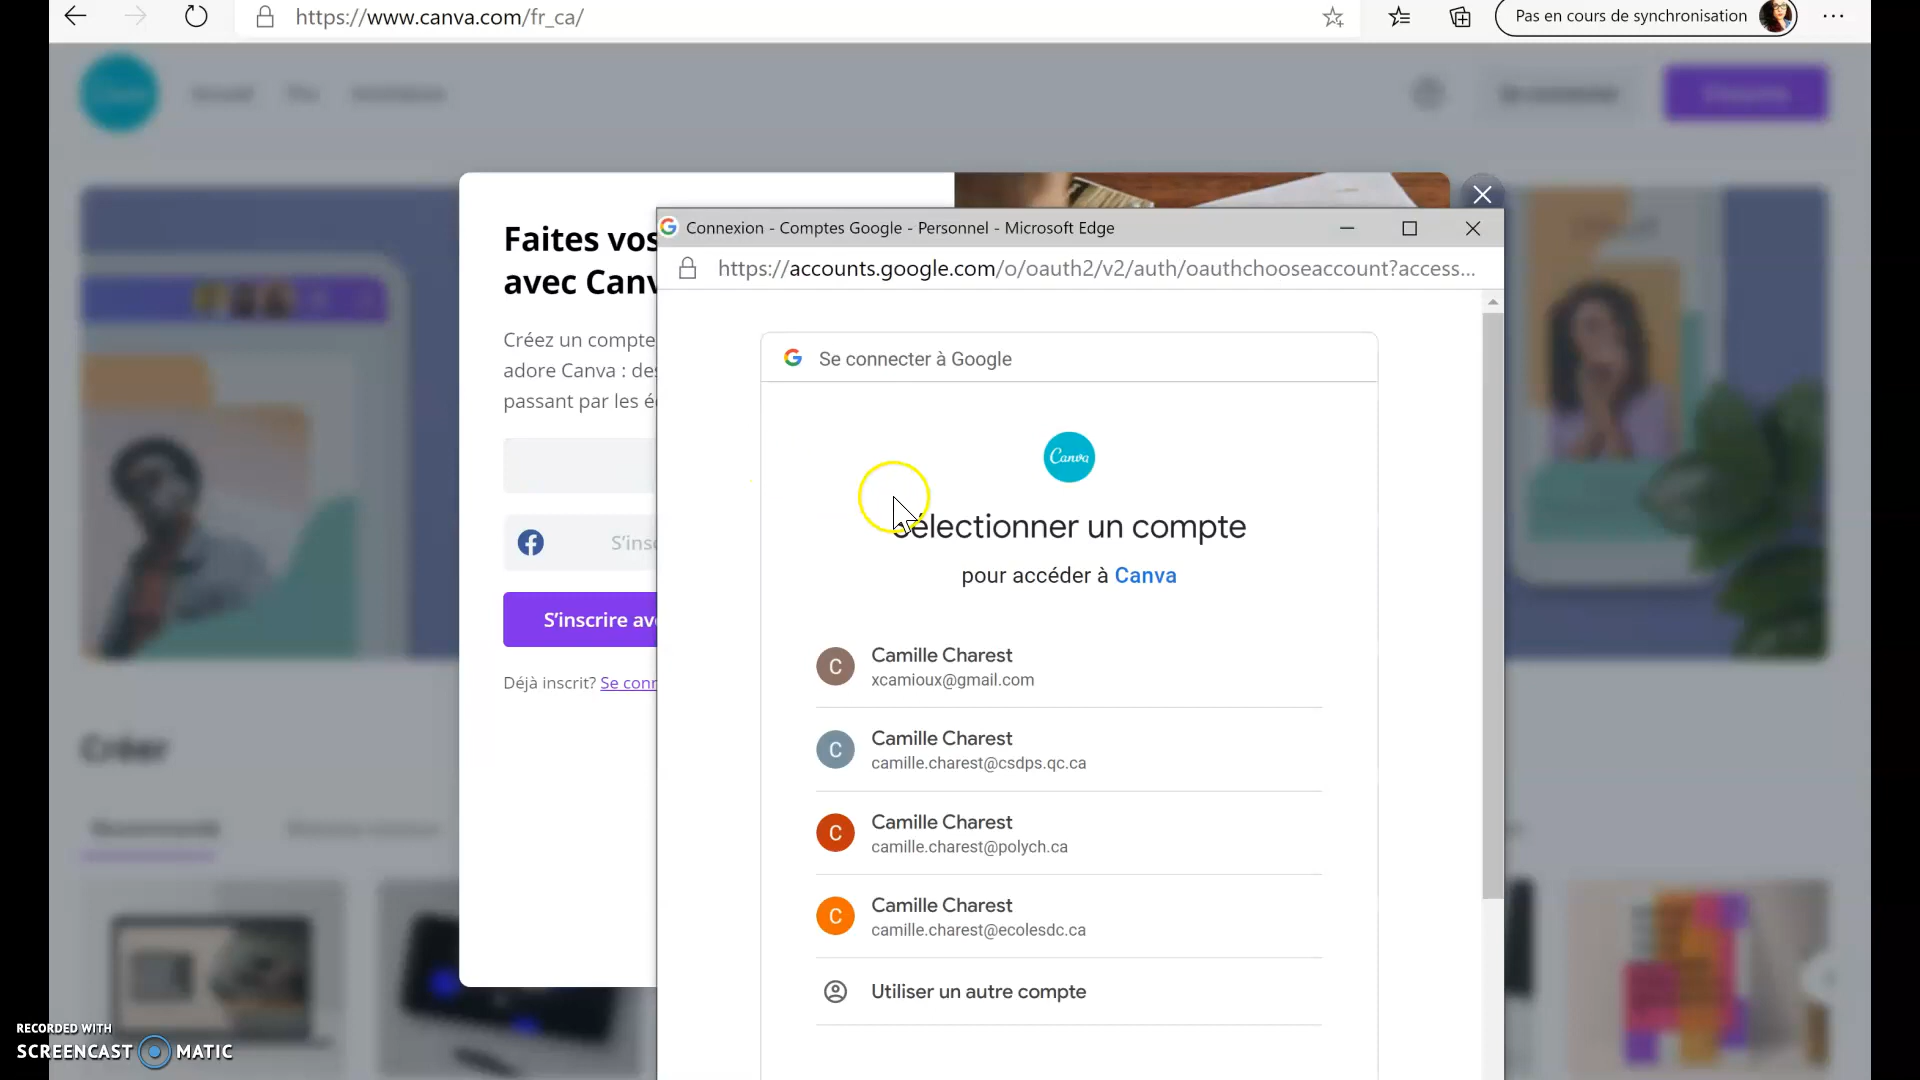 https://www.canva.com/fr_ca/
Pas en cours de synchronisation
Faites vos
avec Canv
Créez un compte
adore Canva : des
passant par les é
S'insc
S'inscrire ave
Déjà inscrit? Se conn
Connexion - Comptes Google - Personnel - Microsoft Edge
https://accounts.google.com/o/oauth2/v2/auth/oauthchooseaccount?access...
Se connecter à Google
Canva
Sélectionner un compte
pour accéder à Canva
C
Camille Charest
xcamioux@gmail.com
C
Camille Charest
camille.charest@csdps.qc.ca
C
Camille Charest
camille.charest@polych.ca
C
Camille Charest
camille.charest@ecolesdc.ca
Utiliser un autre compte
Créer
RECORDED WITH
SCREENCAST MATIC